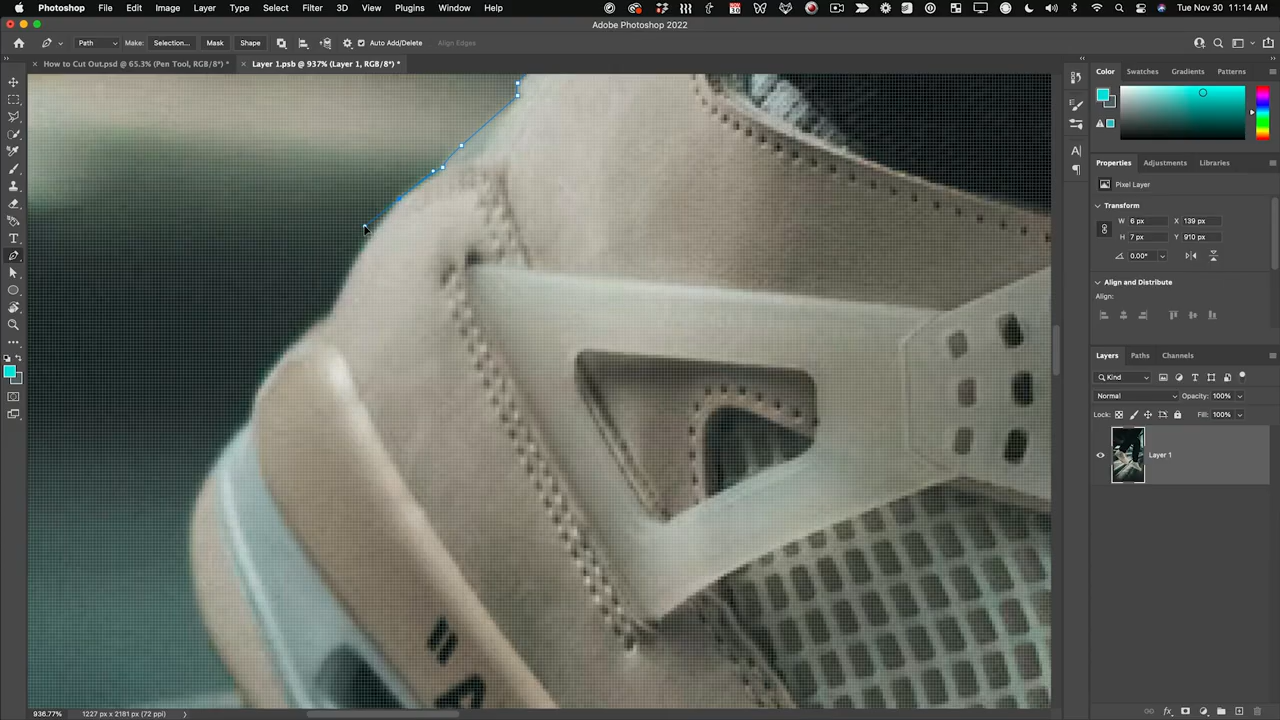 Photoshop File Edit Image Layer Type Select Filter 3D View Plugins Window Help
Tue Nov 30 11:14 AM
Adobe Photoshop 2022
Path Make: Selection... Mask Shape Auto Add/Delete Align Edges
How to Cut Out.psd @ 65.3% (Pen Tool, RGB/8*) *
Layer 1.psb @ 937% (Layer 1, RGB/8*) *
Color Swatches Gradients Patterns
Properties Adjustments Libraries
Pixel Layer
Transform
W 6 px X 139 px
H 7 px Y 910 px
0.00°
Align and Distribute
Align:
Layers Paths Channels
Kind
Normal Opacity: 100%
Lock: Fill: 100%
Layer 1
936.77% 1227 px x 2181 px (72 ppi)